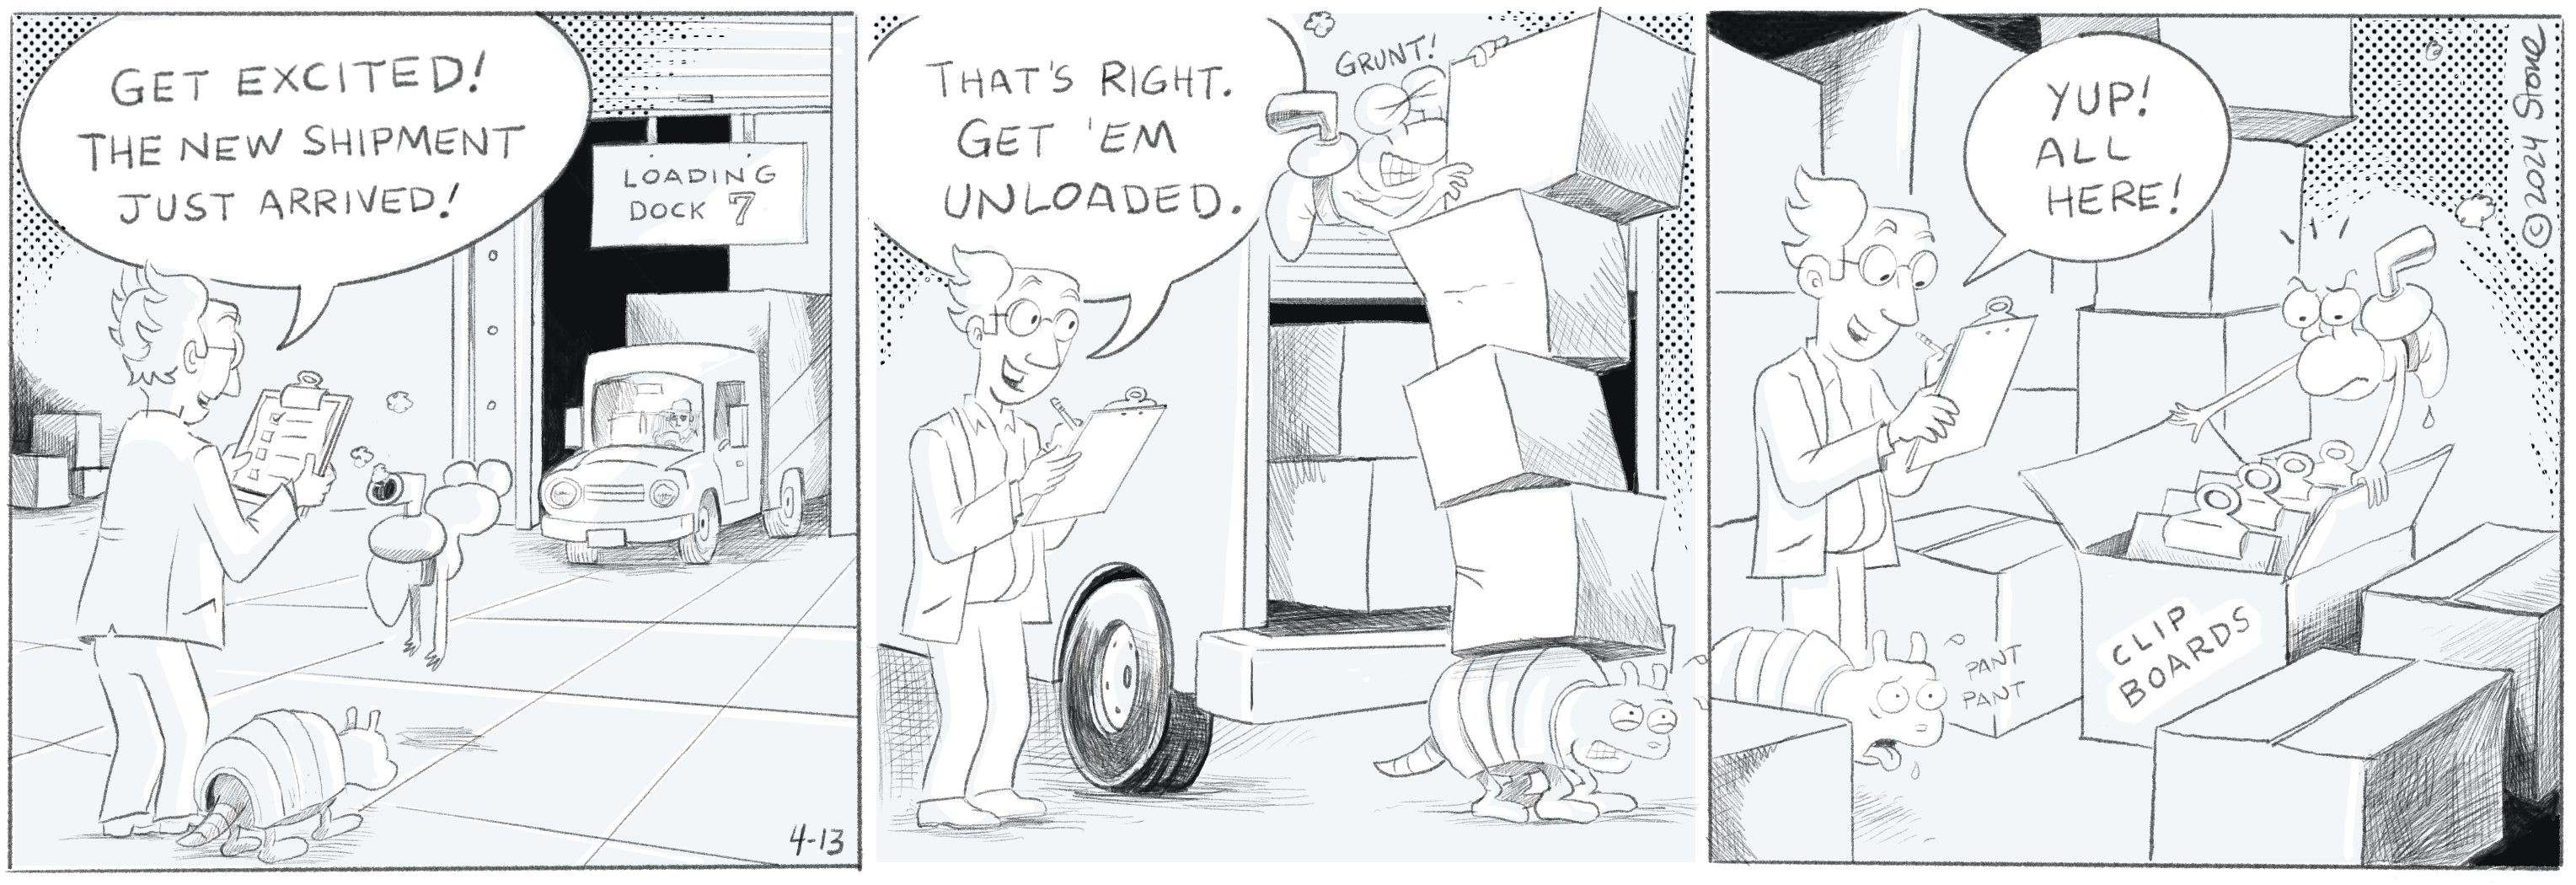 GET EXCITED!
THE NEW SHIPMENT
JUST ARRIVED!
LOADING
DOCK 7
4-13
THAT'S RIGHT.
GET 'EM
UNLOADED.
GRUNT!
YUP!
ALL
HERE!
PANT
PANT
CLIP
BOARDS
©2024 Stone